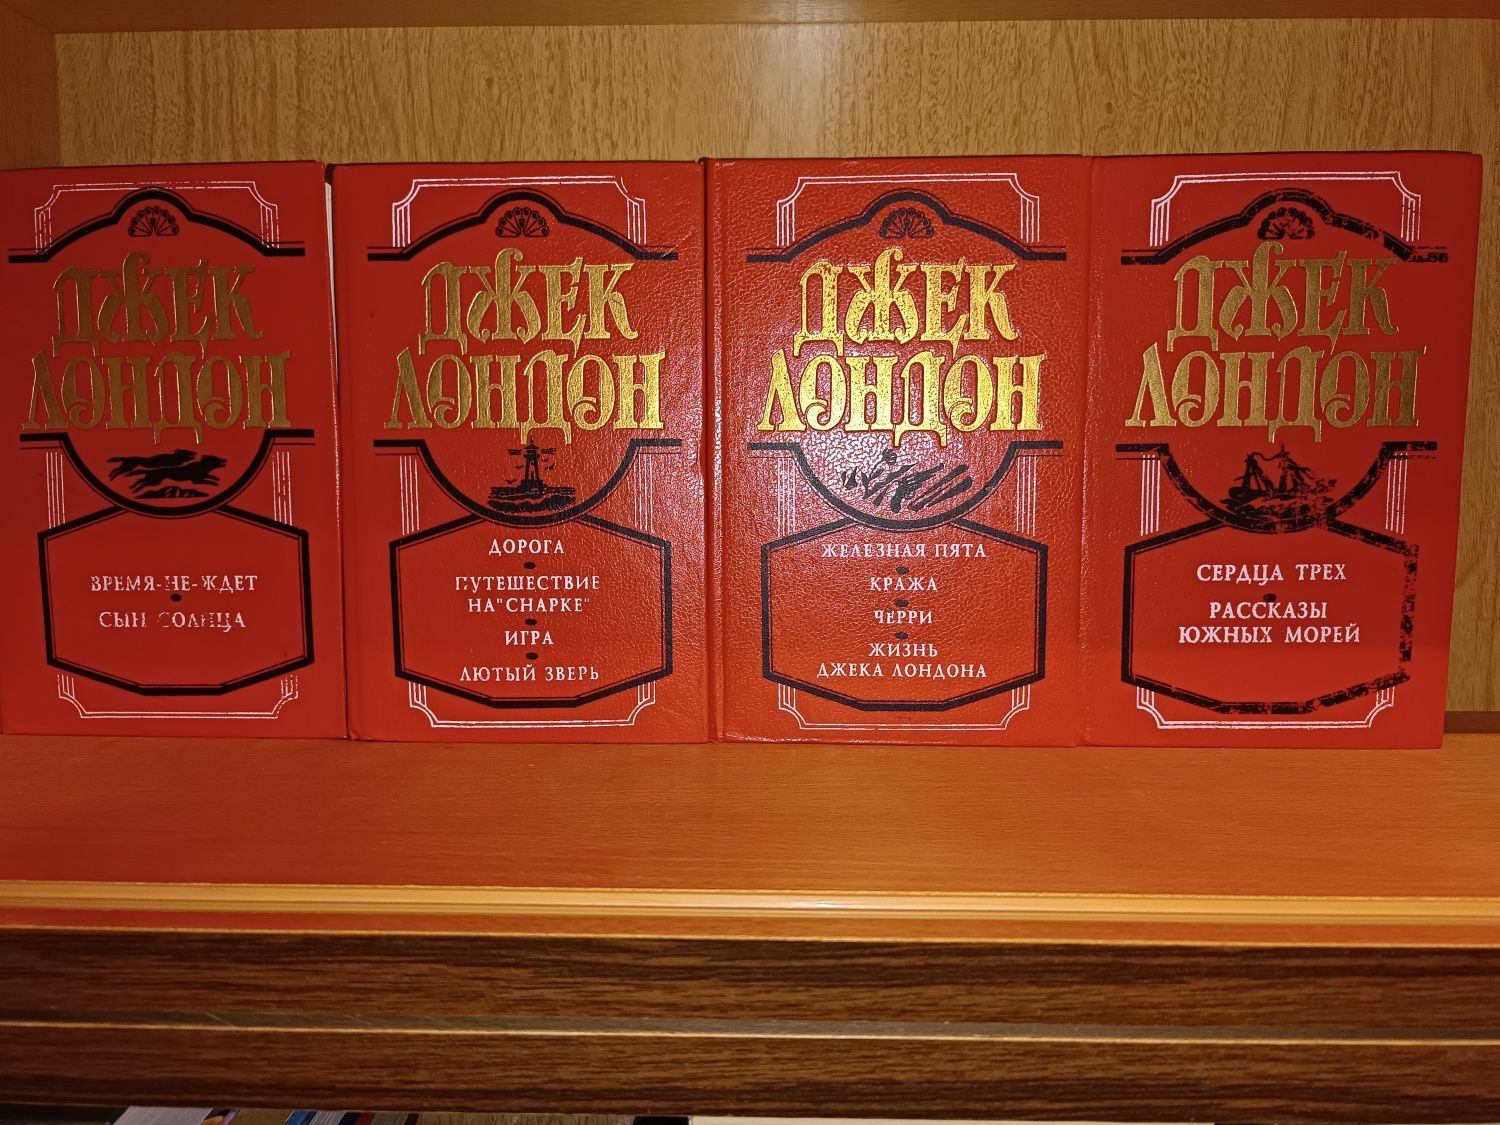 ДЖЕК
ЛОНДОН
ВРЕМЯ-НЕ-ЖДЕТ
СЫН СОЛНЦА
ДЖЕК
ЛОНДОН
ДОРОГА
ПУТЕШЕСТВИЕ
НА"СНАРКЕ"
ИГРА
ЛЮТЫЙ ЗВЕРЬ
ДЖЕК
ЛОНДОН
ЖЕЛЕЗНАЯ ПЯТА
КРАЖА
ЧЕРРИ
ЖИЗНЬ
ДЖЕКА ЛОНДОНА
ДЖЕК
ЛОНДОН
СЕРДЦА ТРЕХ
РАССКАЗЫ
ЮЖНЫХ МОРЕЙ